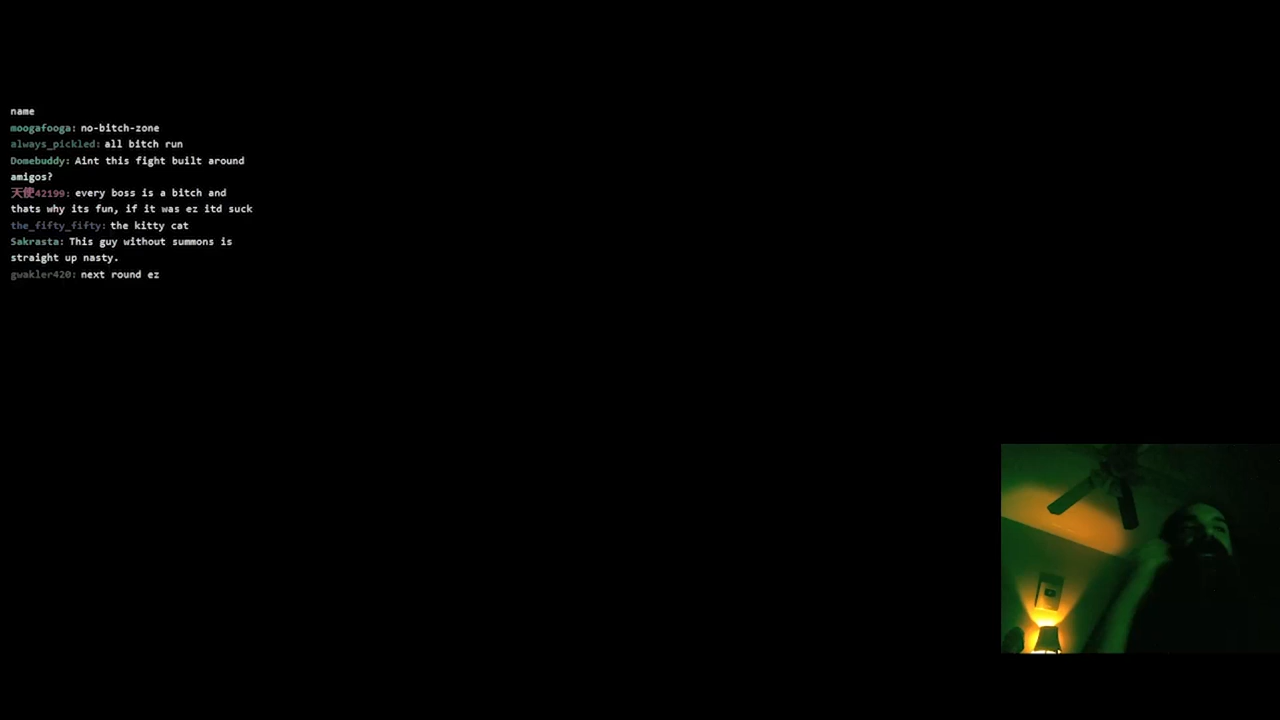 name
moogafooga: no-bitch-zone
always_pickled: all bitch run
Domebuddy: Aint this fight built around
amigos?
天使42199: every boss is a bitch and
thats why its fun, if it was ez itd suck
the_fifty_fifty: the kitty cat
Sakrasta: This guy without summons is
straight up nasty.
gwakler420: next round ez